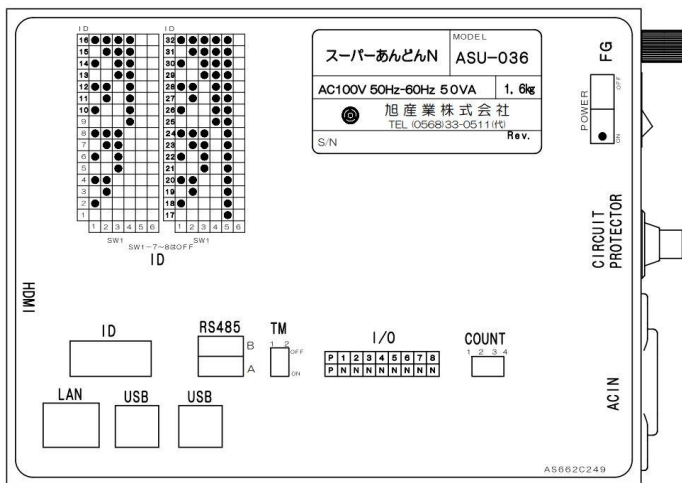 ID ID
16 32
15 31
14 30
13 29
12 28
11 27
10 26
9 25
8 24
7 23
6 22
5 21
4 20
3 19
2 18
1 17
1 2 3 4 5 6 1 2 3 4 5 6
SW1 SW1
SW1-7~8はOFF
ID
MODEL
スーパーあんどんN ASU-036
AC100V 50Hz-60Hz 50VA 1.6kg
旭産業株式会社
TEL (0568)33-0511(代)
S/N Rev.
FG
POWER
OFF
ON
CIRCUIT
PROTECTOR
ACIN
HDMI
ID
RS485
B
A
TM
1 2
OFF
ON
I/O
P 1 2 3 4 5 6 7 8
P N N N N N N N N
COUNT
1 2 3 4
LAN USB USB
AS662C249